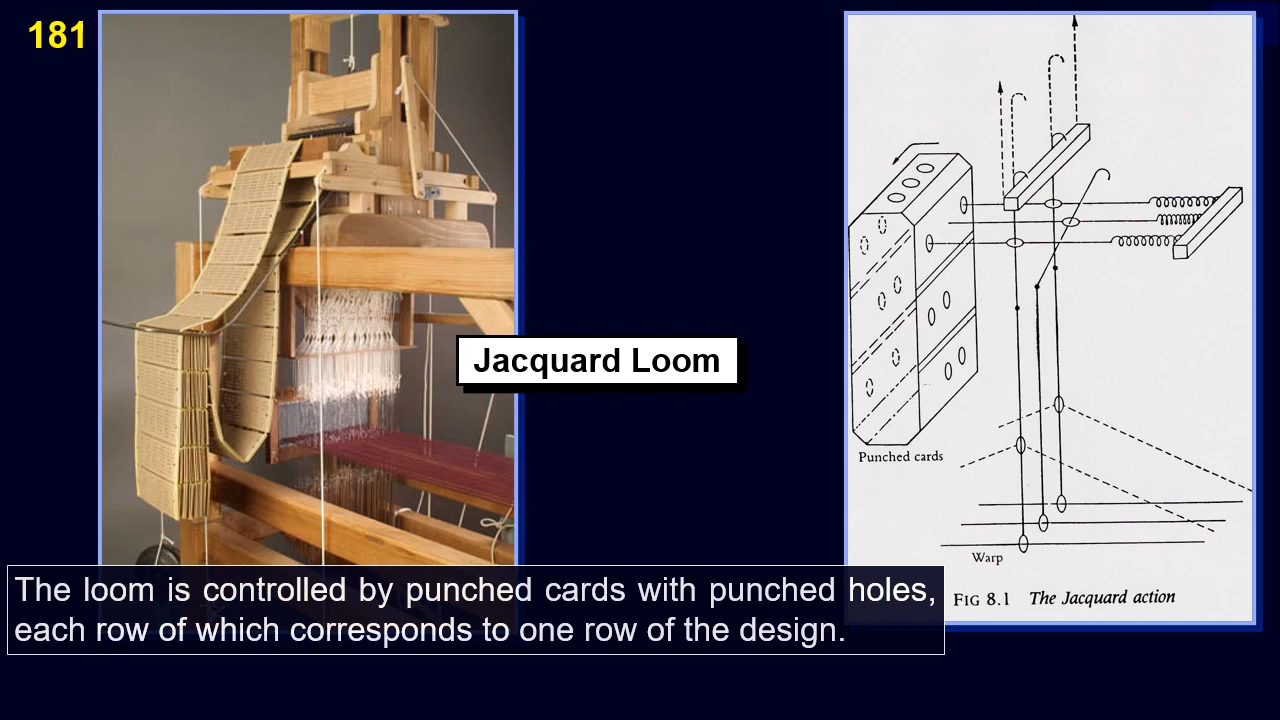 181
Jacquard Loom
Punched cards
Warp
FIG 8.1 The Jacquard action
The loom is controlled by punched cards with punched holes,
each row of which corresponds to one row of the design.